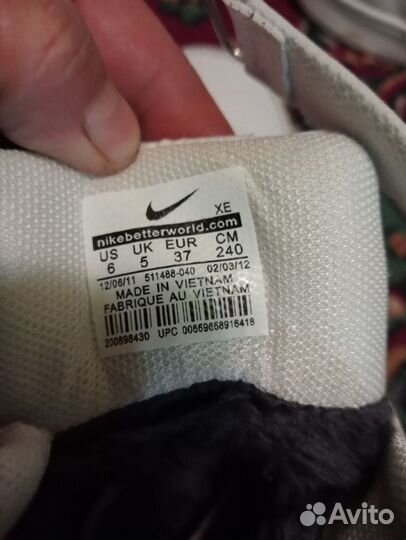 XE
nikebetterworld.com
US UK EUR CM
6 5 37 240
12/06/11 511488-040 02/03/12
MADE IN VIETNAM
FABRIQUE AU VIETNAM
200898430 UPC 00659658916418
Avito